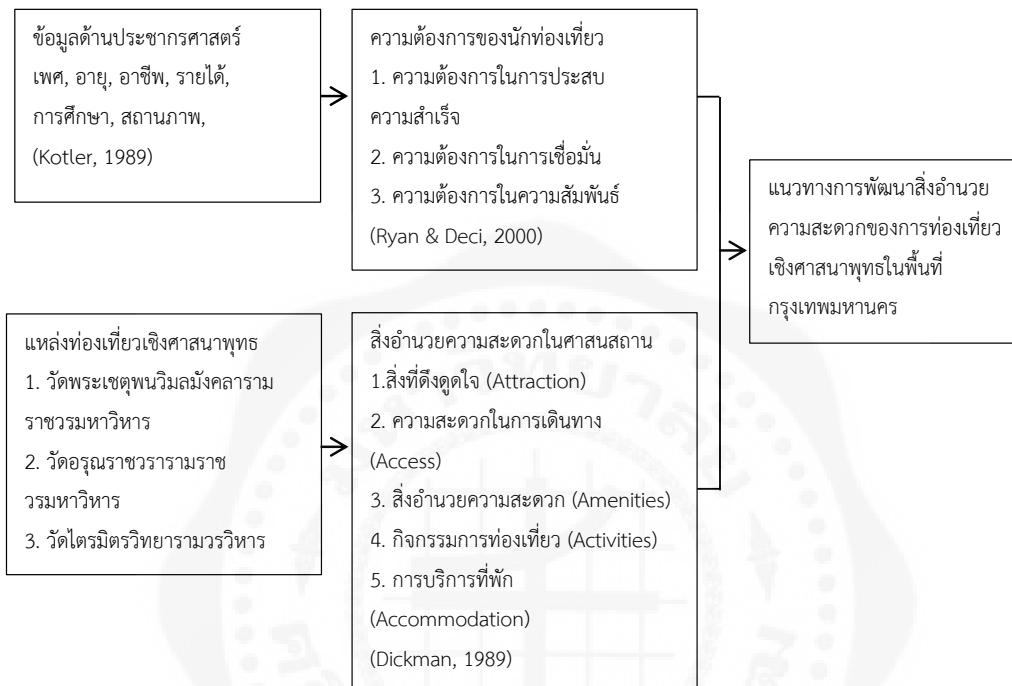 ข้อมูลด้านประชากรศาสตร์
เพศ, อายุ, อาชีพ, รายได้,
การศึกษา, สถานภาพ,
(Kotler, 1989)
ความต้องการของนักท่องเที่ยว
1. ความต้องการในการประสบ
ความสำเร็จ
2. ความต้องการในการเชื่อมั่น
3. ความต้องการในความสัมพันธ์
(Ryan & Deci, 2000)
แหล่งท่องเที่ยวเชิงศาสนาพุทธ
1. วัดพระเชตุพนวิมลมังคลาราม
ราชวรมหาวิหาร
2. วัดอรุณราชวรารามราช
วรมหาวิหาร
3. วัดไตรมิตรวิทยารามวรวิหาร
สิ่งอำนวยความสะดวกในศาสนสถาน
1.สิ่งที่ดึงดูดใจ (Attraction)
2. ความสะดวกในการเดินทาง
(Access)
3. สิ่งอำนวยความสะดวก (Amenities)
4. กิจกรรมการท่องเที่ยว (Activities)
5. การบริการที่พัก
(Accommodation)
(Dickman, 1989)
แนวทางการพัฒนาสิ่งอำนวย
ความสะดวกของการท่องเที่ยว
เชิงศาสนาพุทธในพื้นที่
กรุงเทพมหานคร